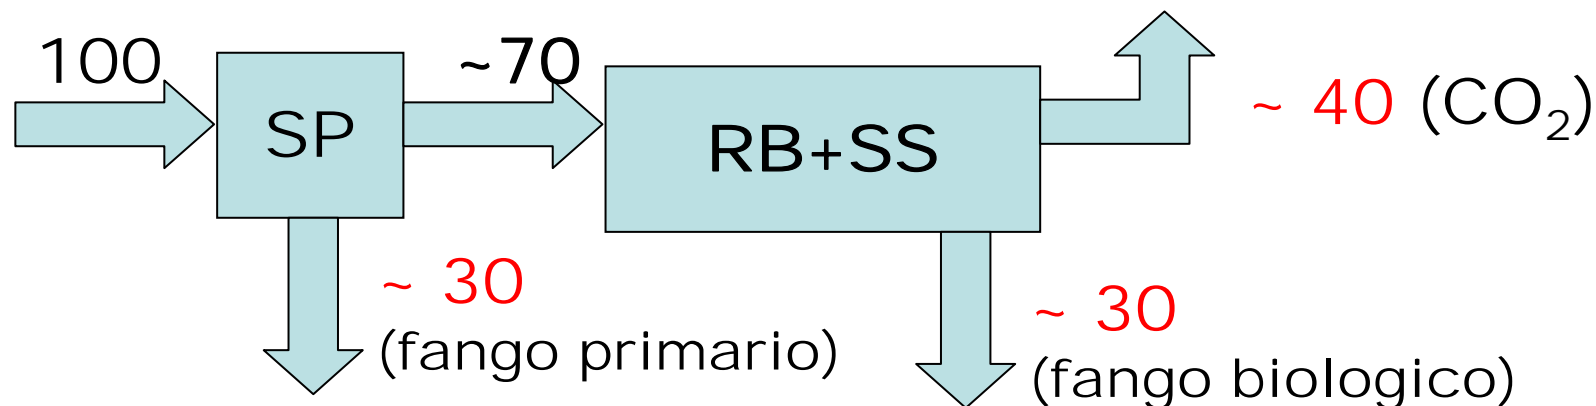 100
SP
~70
RB+SS
~ 40 (CO₂)
~ 30
(fango primario)
~ 30
(fango biologico)